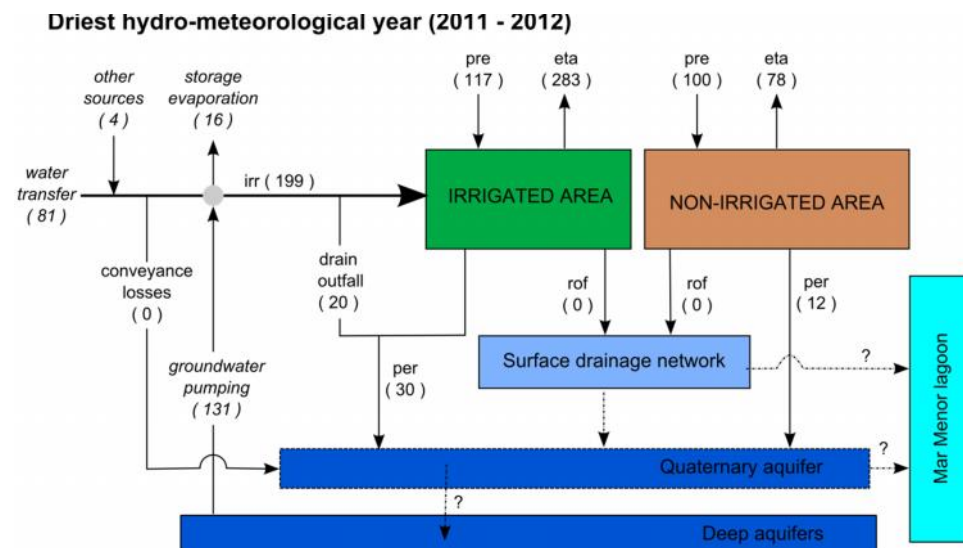 Driest hydro-meteorological year (2011 - 2012)
other
sources
( 4 )
storage
evaporation
( 16 )
pre
( 117 )
eta
( 283 )
pre
( 100 )
eta
( 78 )
water
transfer
( 81 )
irr ( 199 )
IRRIGATED AREA
NON-IRRIGATED AREA
conveyance
losses
( 0 )
drain
outfall
( 20 )
rof
( 0 )
rof
( 0 )
per
( 12 )
groundwater
pumping
( 131 )
per
( 30 )
Surface drainage network
?
Mar Menor lagoon
Quaternary aquifer
?
?
Deep aquifers